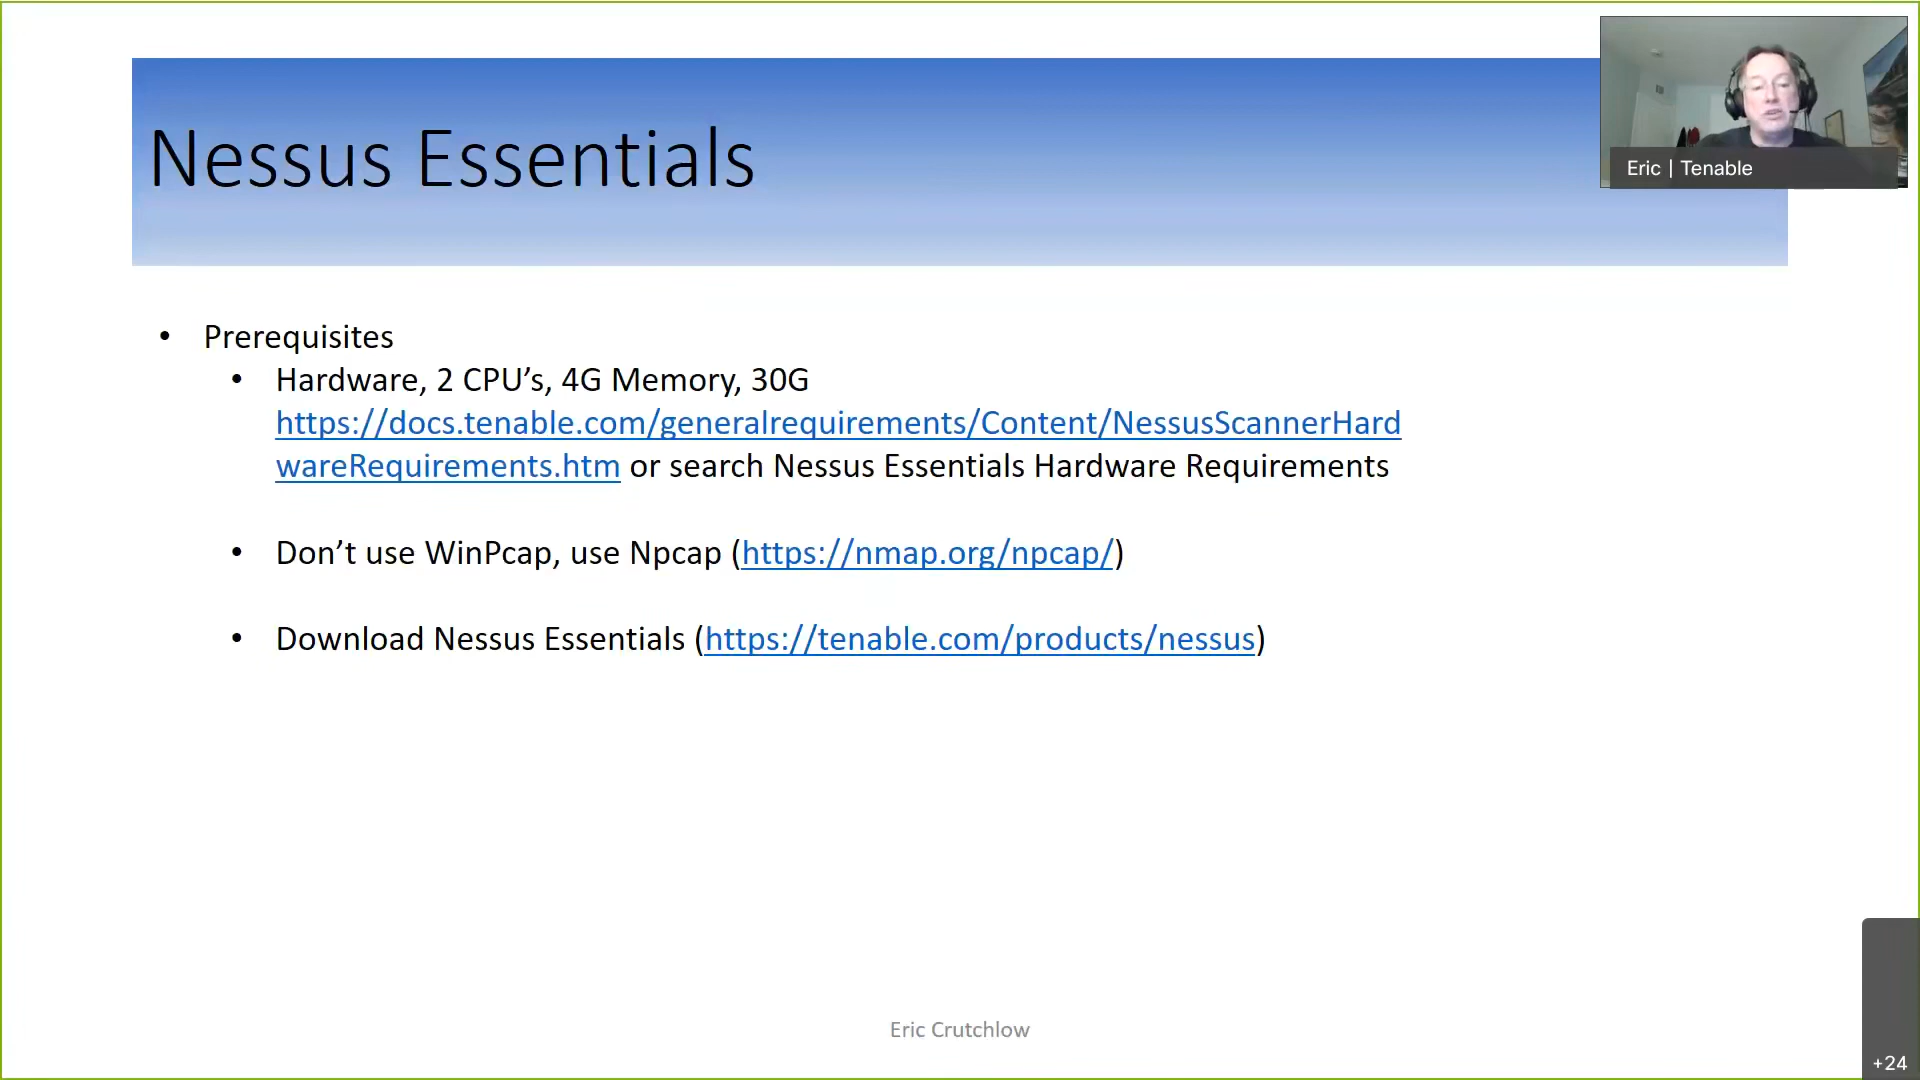 Nessus Essentials
Eric | Tenable
• Prerequisites
• Hardware, 2 CPU’s, 4G Memory, 30G
https://docs.tenable.com/generalrequirements/Content/NessusScannerHard
wareRequirements.htm or search Nessus Essentials Hardware Requirements
• Don’t use WinPcap, use Npcap (https://nmap.org/npcap/)
• Download Nessus Essentials (https://tenable.com/products/nessus)
Eric Crutchlow
+24